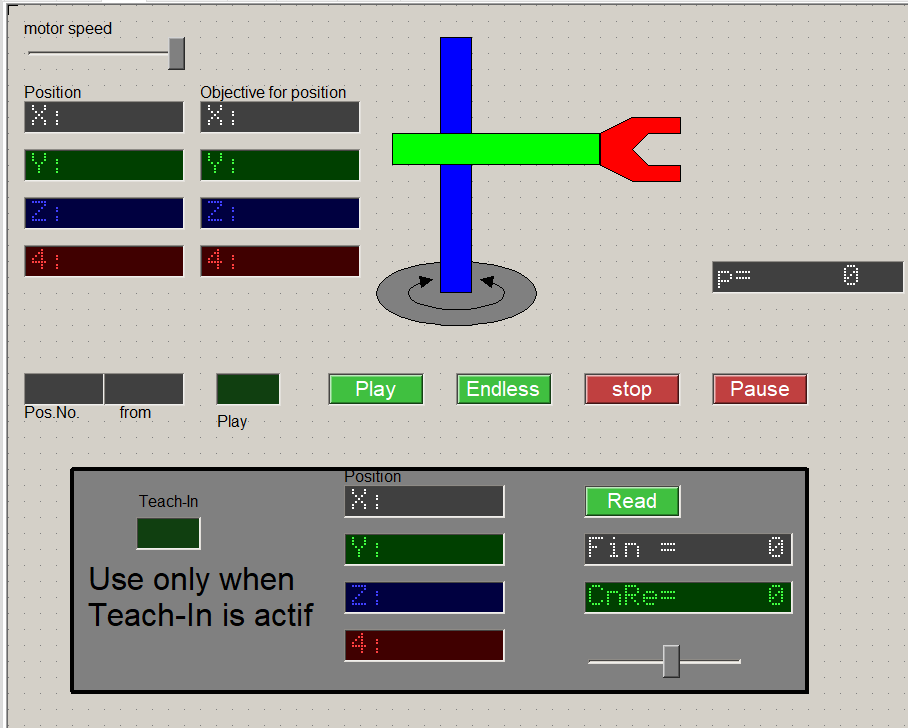 motor speed
Position
Objective for position
X:
X:
Y:
Y:
Z:
Z:
4:
4:
p= 0
Pos.No.
from
Play
Play
Endless
stop
Pause
Teach-In
Use only when
Teach-In is actif
Position
X:
Y:
Z:
4:
Read
Fin = 0
CnRe= 0